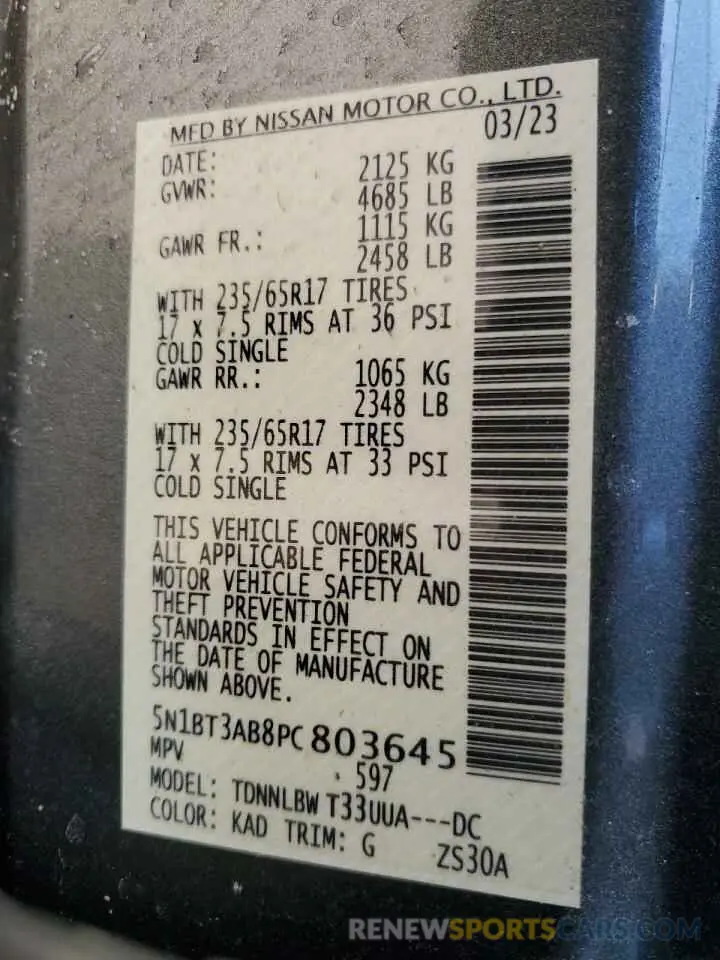 MFD BY NISSAN MOTOR CO., LTD.
DATE: 03/23
GVWR: 2125 KG
4685 LB
GAWR FR.: 1115 KG
2458 LB
WITH 235/65R17 TIRES
17 x 7.5 RIMS AT 36 PSI
COLD SINGLE
GAWR RR.: 1065 KG
2348 LB
WITH 235/65R17 TIRES
17 x 7.5 RIMS AT 33 PSI
COLD SINGLE
THIS VEHICLE CONFORMS TO
ALL APPLICABLE FEDERAL
MOTOR VEHICLE SAFETY AND
THEFT PREVENTION
STANDARDS IN EFFECT ON
THE DATE OF MANUFACTURE
SHOWN ABOVE.
5N1BT3AB8PC803645
MPV 597
MODEL: TDNNLBW T33UUA---DC
COLOR: KAD TRIM: G ZS30A
RENEWSPORTSCARS.COM